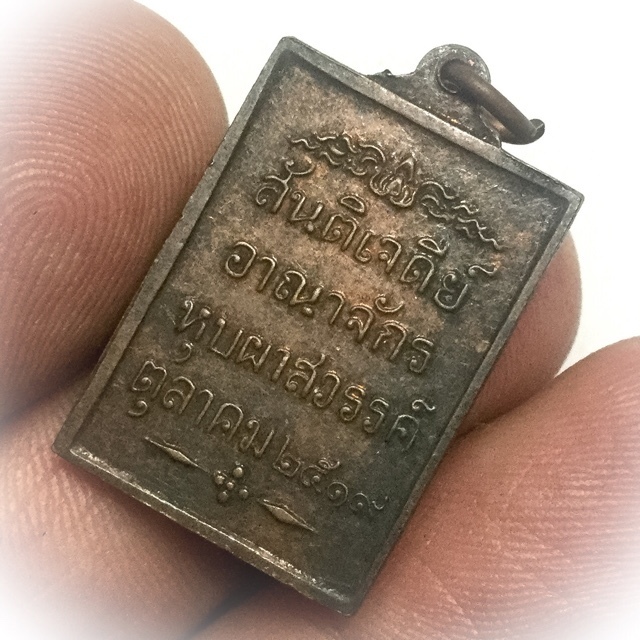 สันติเจดีย์
อาณาจักร
หุบผาสวรรค์
ตุลาคม ๒๕๑๙